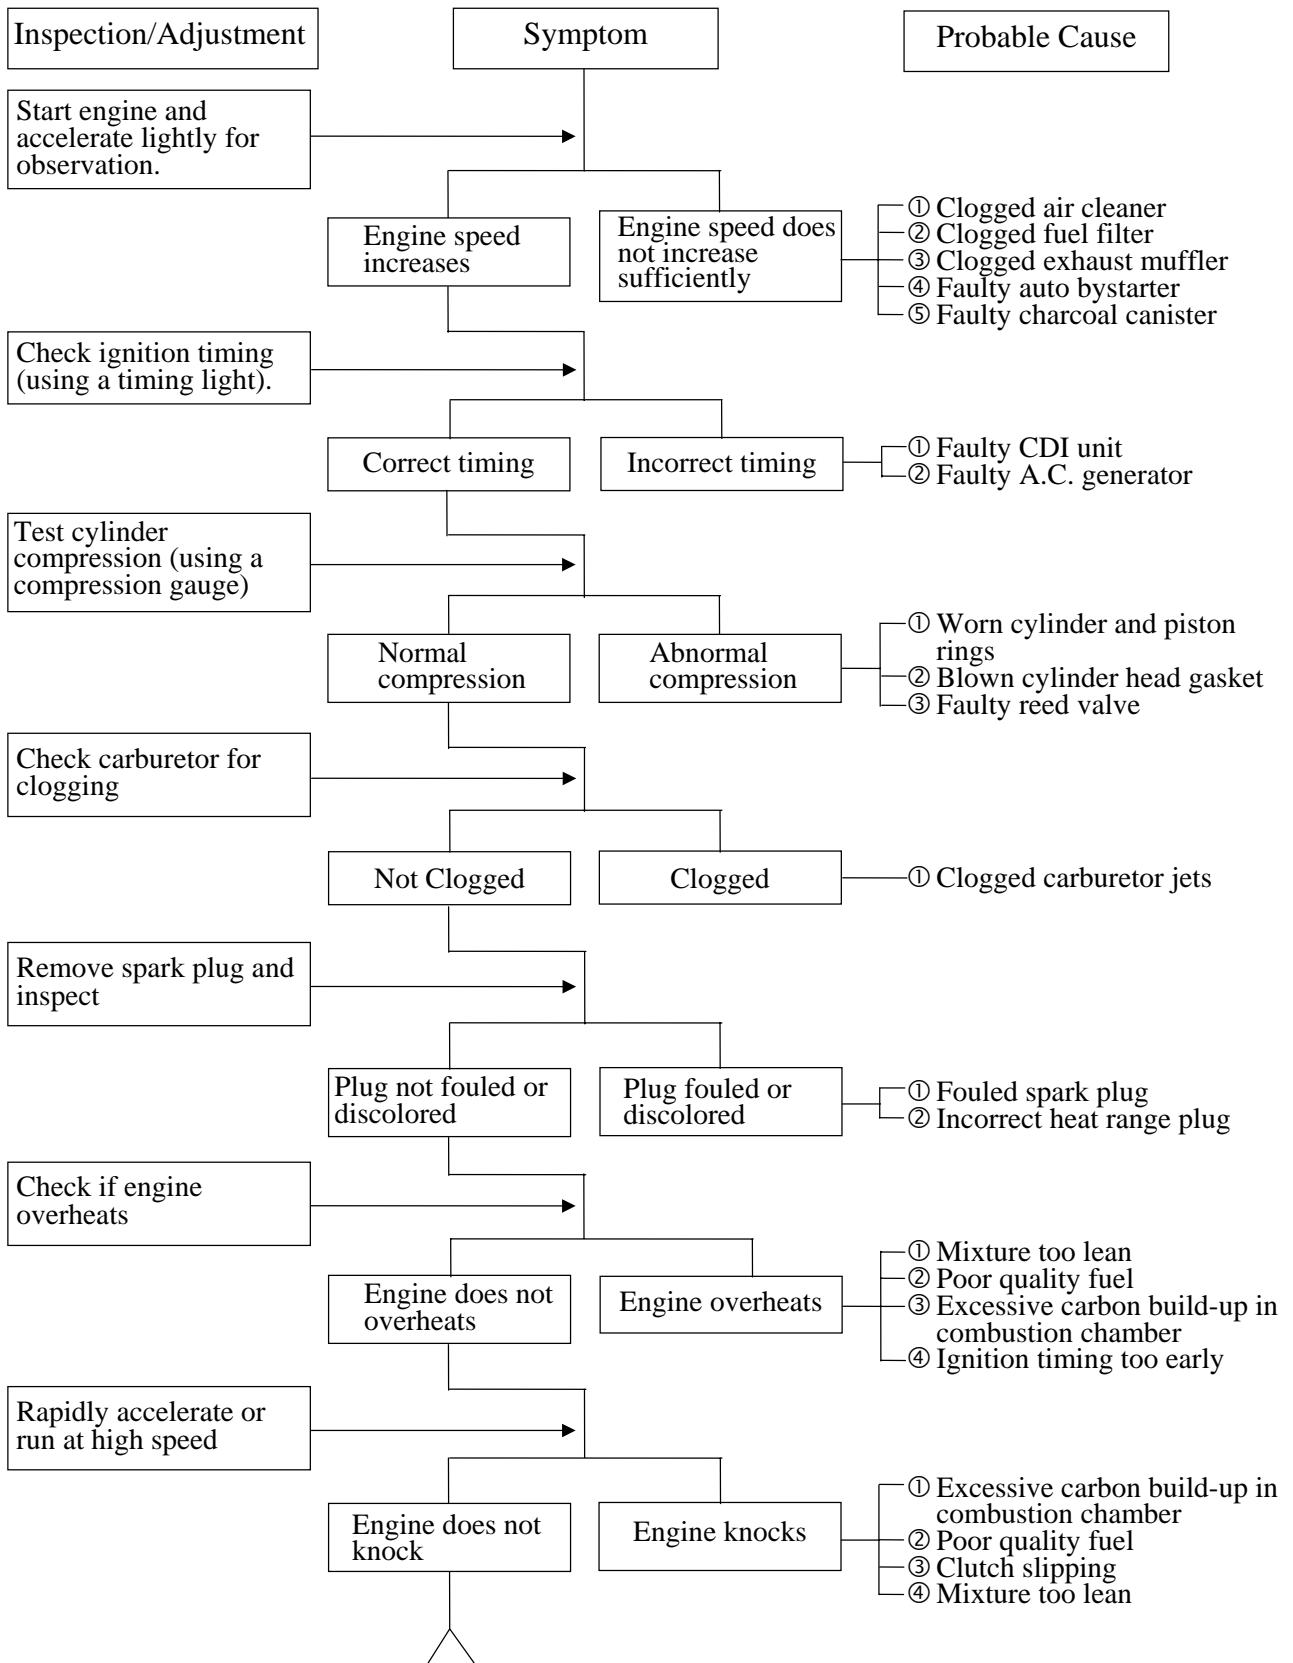 Inspection/Adjustment
Symptom
Probable Cause
Start engine and
accelerate lightly for
observation.
Engine speed
increases
Engine speed does
not increase
sufficiently
① Clogged air cleaner
② Clogged fuel filter
③ Clogged exhaust muffler
④ Faulty auto bystarter
⑤ Faulty charcoal canister
Check ignition timing
(using a timing light).
Correct timing
Incorrect timing
① Faulty CDI unit
② Faulty A.C. generator
Test cylinder
compression (using a
compression gauge)
Normal
compression
Abnormal
compression
① Worn cylinder and piston
rings
② Blown cylinder head gasket
③ Faulty reed valve
Check carburetor for
clogging
Not Clogged
Clogged
① Clogged carburetor jets
Remove spark plug and
inspect
Plug not fouled or
discolored
Plug fouled or
discolored
① Fouled spark plug
② Incorrect heat range plug
Check if engine
overheats
Engine does not
overheats
Engine overheats
① Mixture too lean
② Poor quality fuel
③ Excessive carbon build-up in
combustion chamber
④ Ignition timing too early
Rapidly accelerate or
run at high speed
Engine does not
knock
Engine knocks
① Excessive carbon build-up in
combustion chamber
② Poor quality fuel
③ Clutch slipping
④ Mixture too lean